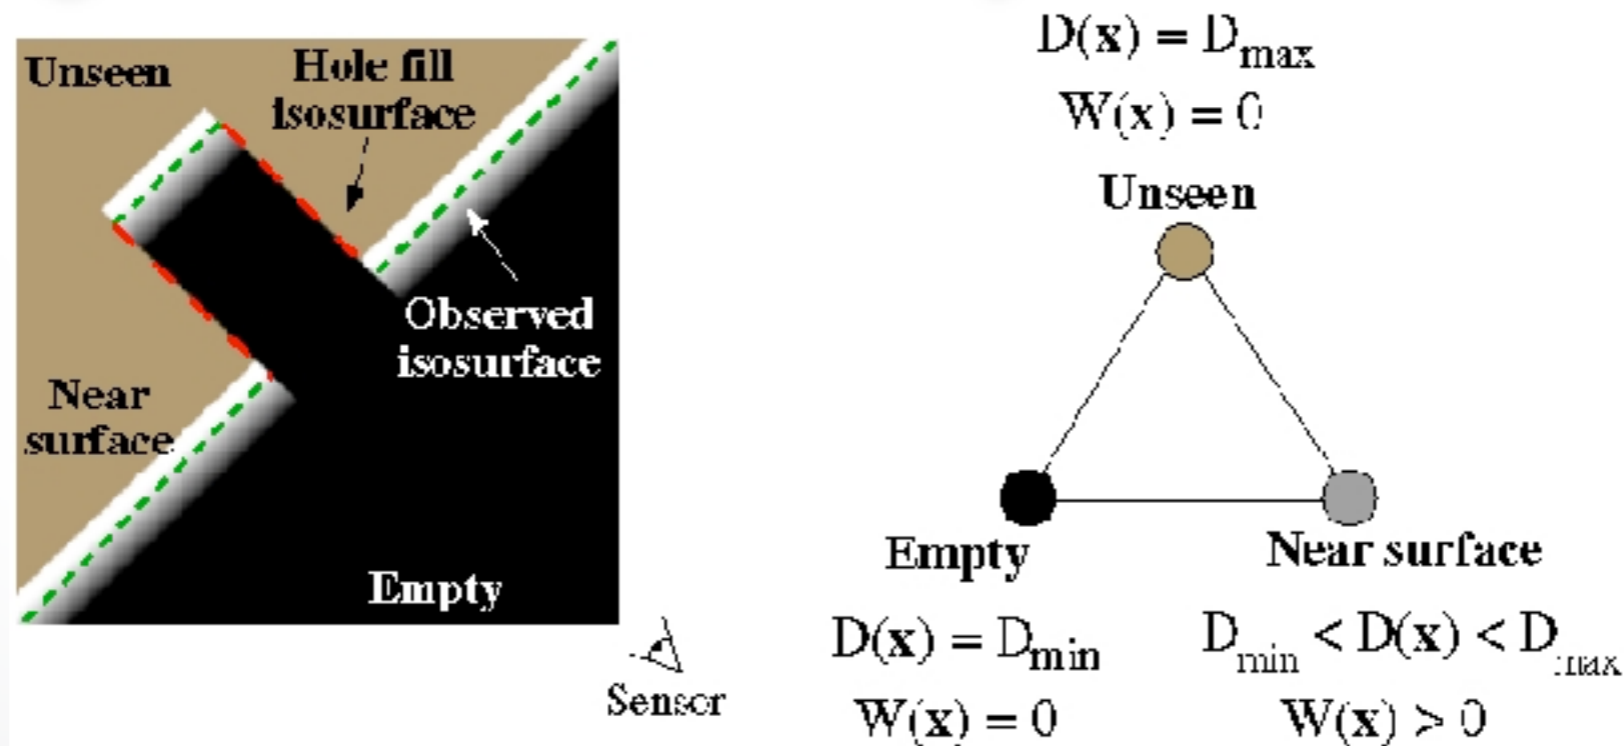 Unseen
Hole fill
isosurface
Observed
isosurface
Near
surface
Empty
Sensor
D(x) = Dmax
W(x) = 0
Unseen
Empty
Near surface
D(x) = Dmin
Dmin < D(x) < Dmax
W(x) = 0
W(x) > 0